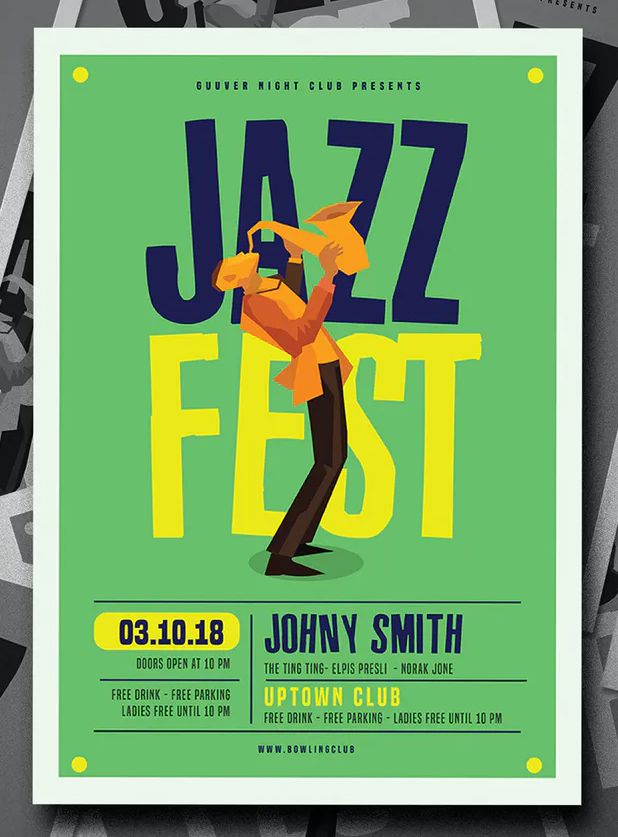 GUUVER NIGHT CLUB PRESENTS
JAZZ
FEST
03.10.18
DOORS OPEN AT 10 PM
FREE DRINK - FREE PARKING
LADIES FREE UNTIL 10 PM
JOHNY SMITH
THE TING TING- ELPIS PRESLI - NORAK JONE
UPTOWN CLUB
FREE DRINK - FREE PARKING - LADIES FREE UNTIL 10 PM
WWW.BOWLINGCLUB